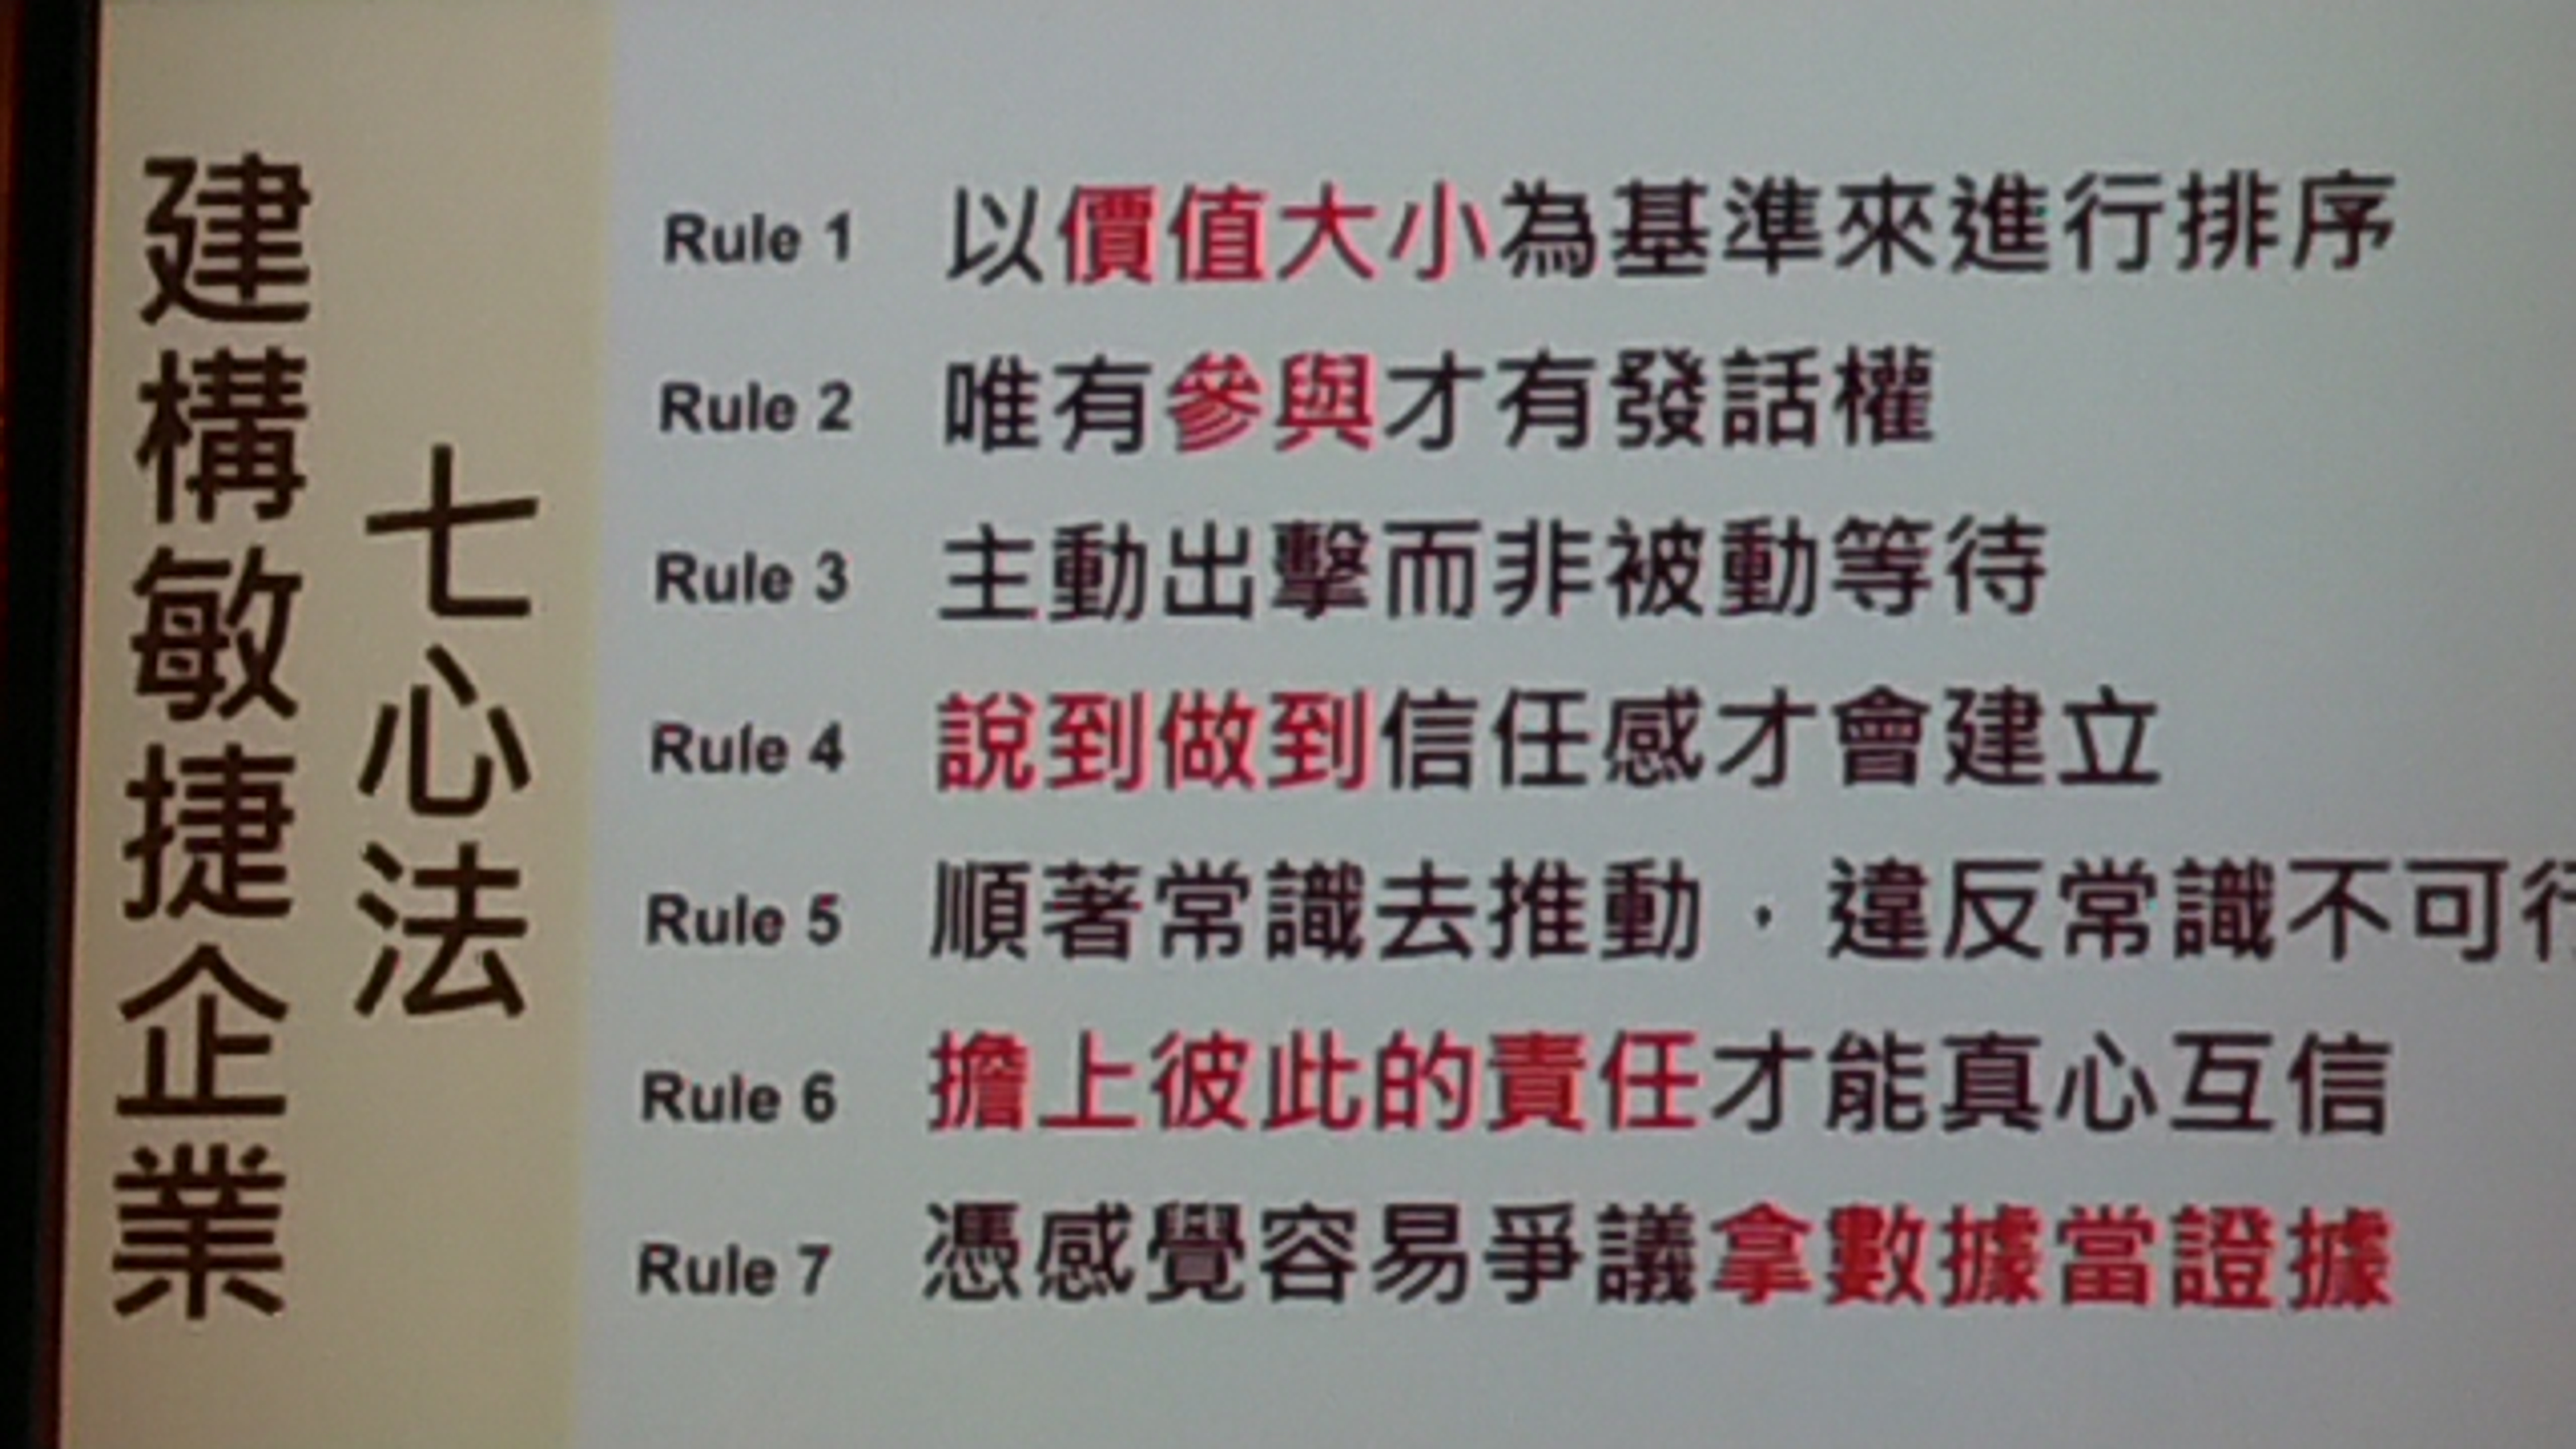 建構敏捷企業
七心法
Rule 1 以價值大小為基準來進行排序
Rule 2 唯有參與才有發話權
Rule 3 主動出擊而非被動等待
Rule 4 說到做到信任感才會建立
Rule 5 順著常識去推動，違反常識不可行
Rule 6 擔上彼此的責任才能真心互信
Rule 7 憑感覺容易爭議拿數據當證據